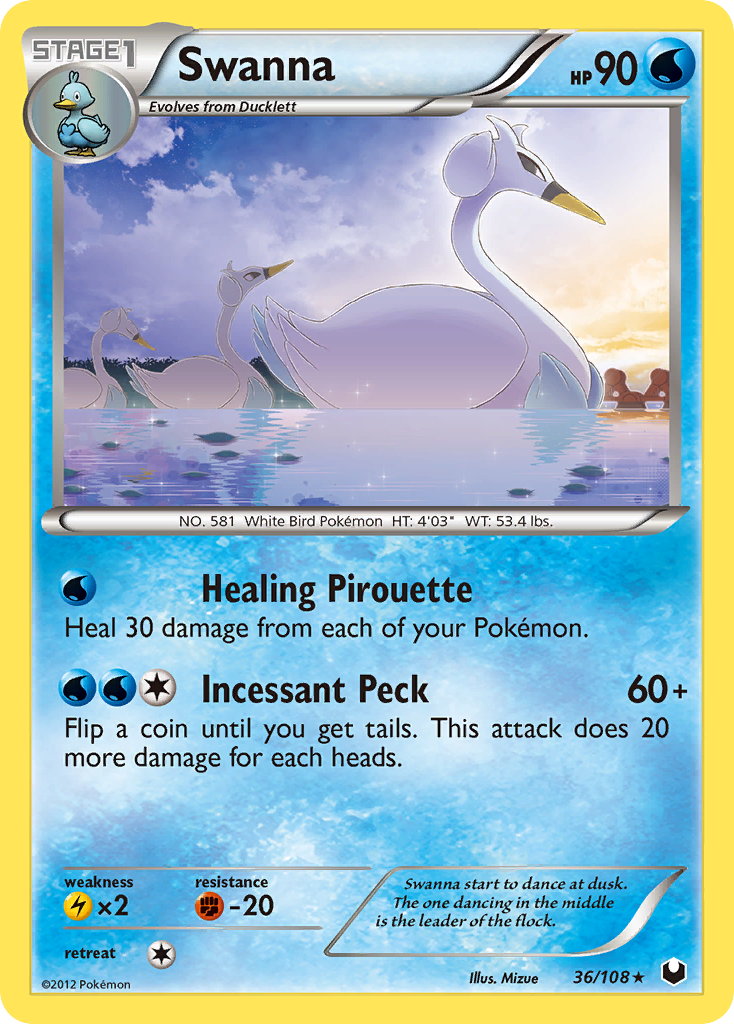 STAGE1
Swanna
HP 90
Evolves from Ducklett
NO. 581 White Bird Pokémon HT: 4'03" WT: 53.4 lbs.
Healing Pirouette
Heal 30 damage from each of your Pokémon.
Incessant Peck 60+
Flip a coin until you get tails. This attack does 20
more damage for each heads.
weakness resistance
×2 -20
retreat
Swanna start to dance at dusk.
The one dancing in the middle
is the leader of the flock.
©2012 Pokémon Illus. Mizue 36/108 ★